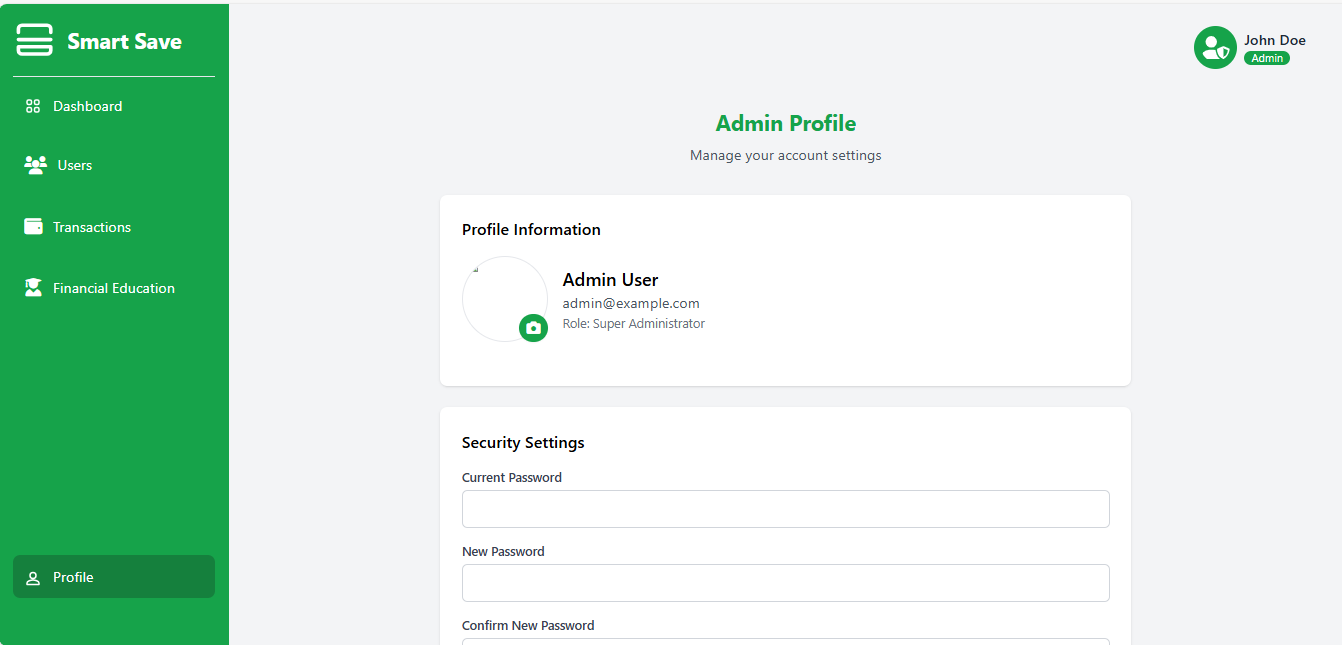 Smart Save
Dashboard
Users
Transactions
Financial Education
Profile
John Doe
Admin
Admin Profile
Manage your account settings
Profile Information
Admin User
admin@example.com
Role: Super Administrator
Security Settings
Current Password
New Password
Confirm New Password